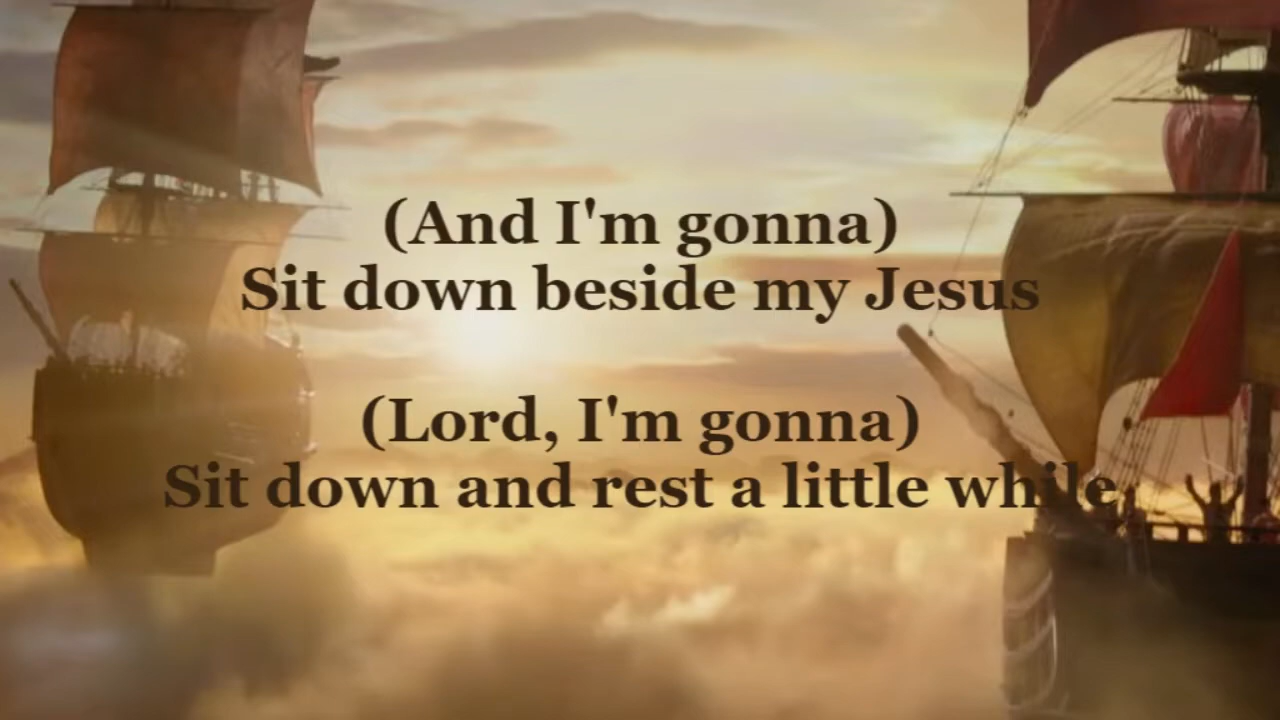 (And I'm gonna)
Sit down beside my Jesus
(Lord, I'm gonna)
Sit down and rest a little while